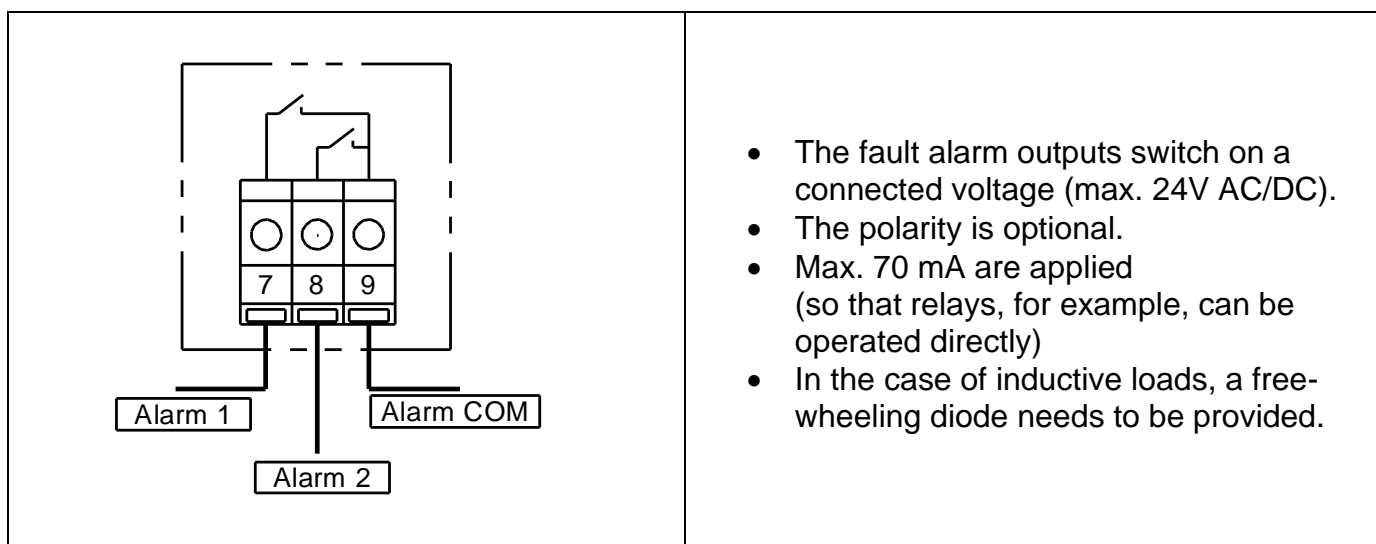 7 8 9
Alarm 1
Alarm COM
Alarm 2
• The fault alarm outputs switch on a
connected voltage (max. 24V AC/DC).
• The polarity is optional.
• Max. 70 mA are applied
(so that relays, for example, can be
operated directly)
• In the case of inductive loads, a free-
wheeling diode needs to be provided.